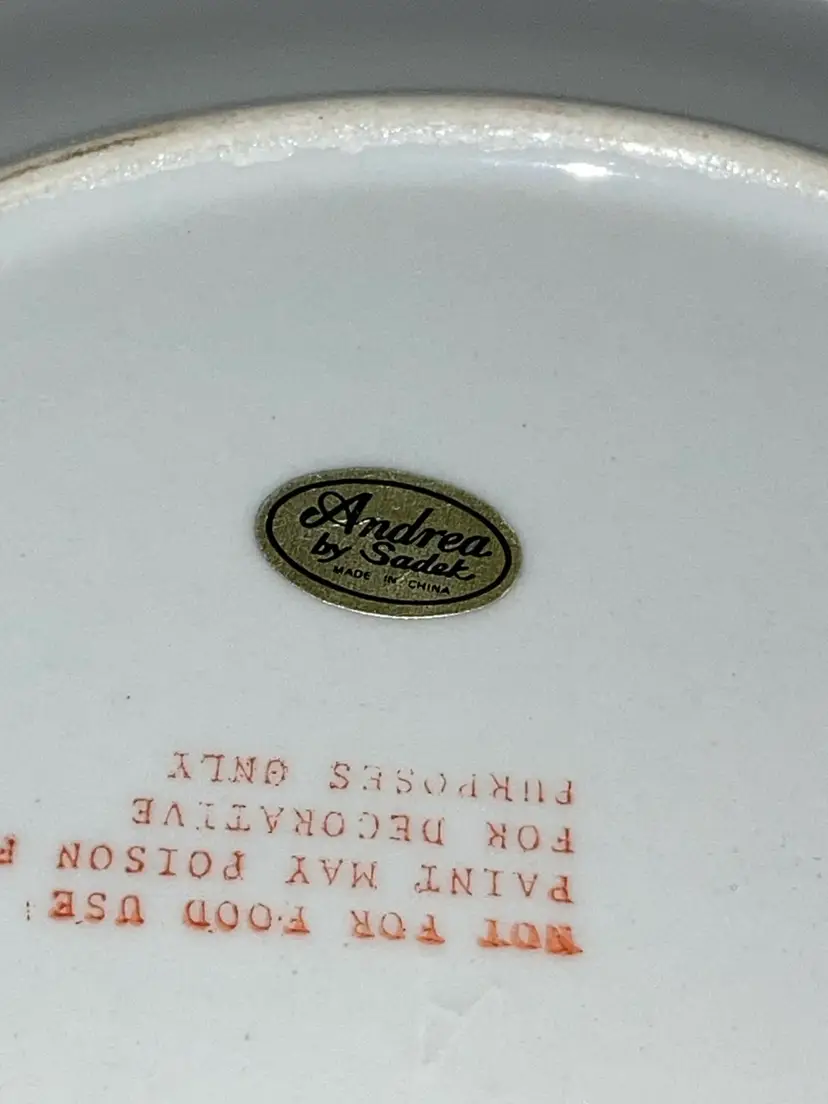 Andrea
by Sadek
MADE IN CHINA
NOT FOR FOOD USE
PAINT MAY POISON F
FOR DECORATIVE
PURPOSES ONLY